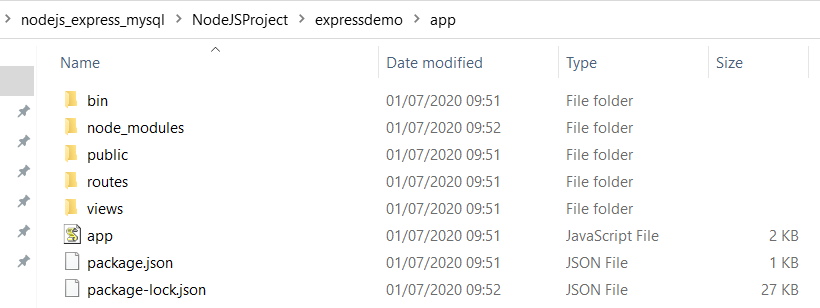 nodejs_express_mysql > NodeJSProject > expressdemo > app
Name Date modified Type Size
bin 01/07/2020 09:51 File folder
node_modules 01/07/2020 09:52 File folder
public 01/07/2020 09:51 File folder
routes 01/07/2020 09:51 File folder
views 01/07/2020 09:51 File folder
app 01/07/2020 09:51 JavaScript File 2 KB
package.json 01/07/2020 09:51 JSON File 1 KB
package-lock.json 01/07/2020 09:52 JSON File 27 KB